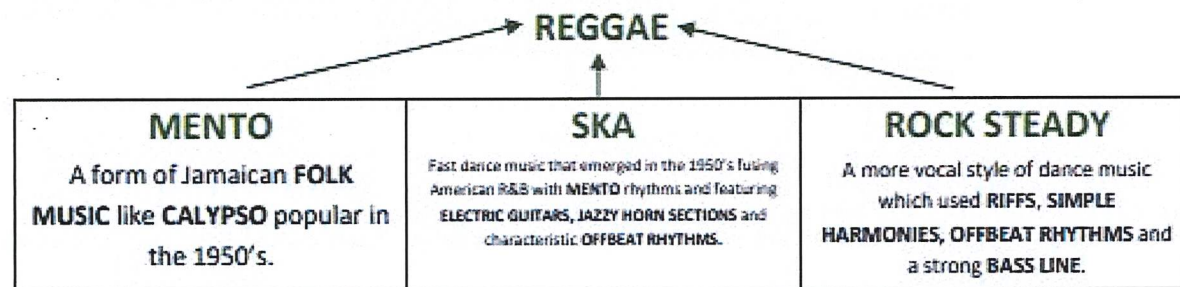 REGGAE
MENTO
A form of Jamaican FOLK
MUSIC like CALYPSO popular in
the 1950's.
SKA
Fast dance music that emerged in the 1950's fusing
American R&B with MENTO rhythms and featuring
ELECTRIC GUITARS, JAZZY HORN SECTIONS and
characteristic OFFBEAT RHYTHMS.
ROCK STEADY
A more vocal style of dance music
which used RIFFS, SIMPLE
HARMONIES, OFFBEAT RHYTHMS and
a strong BASS LINE.